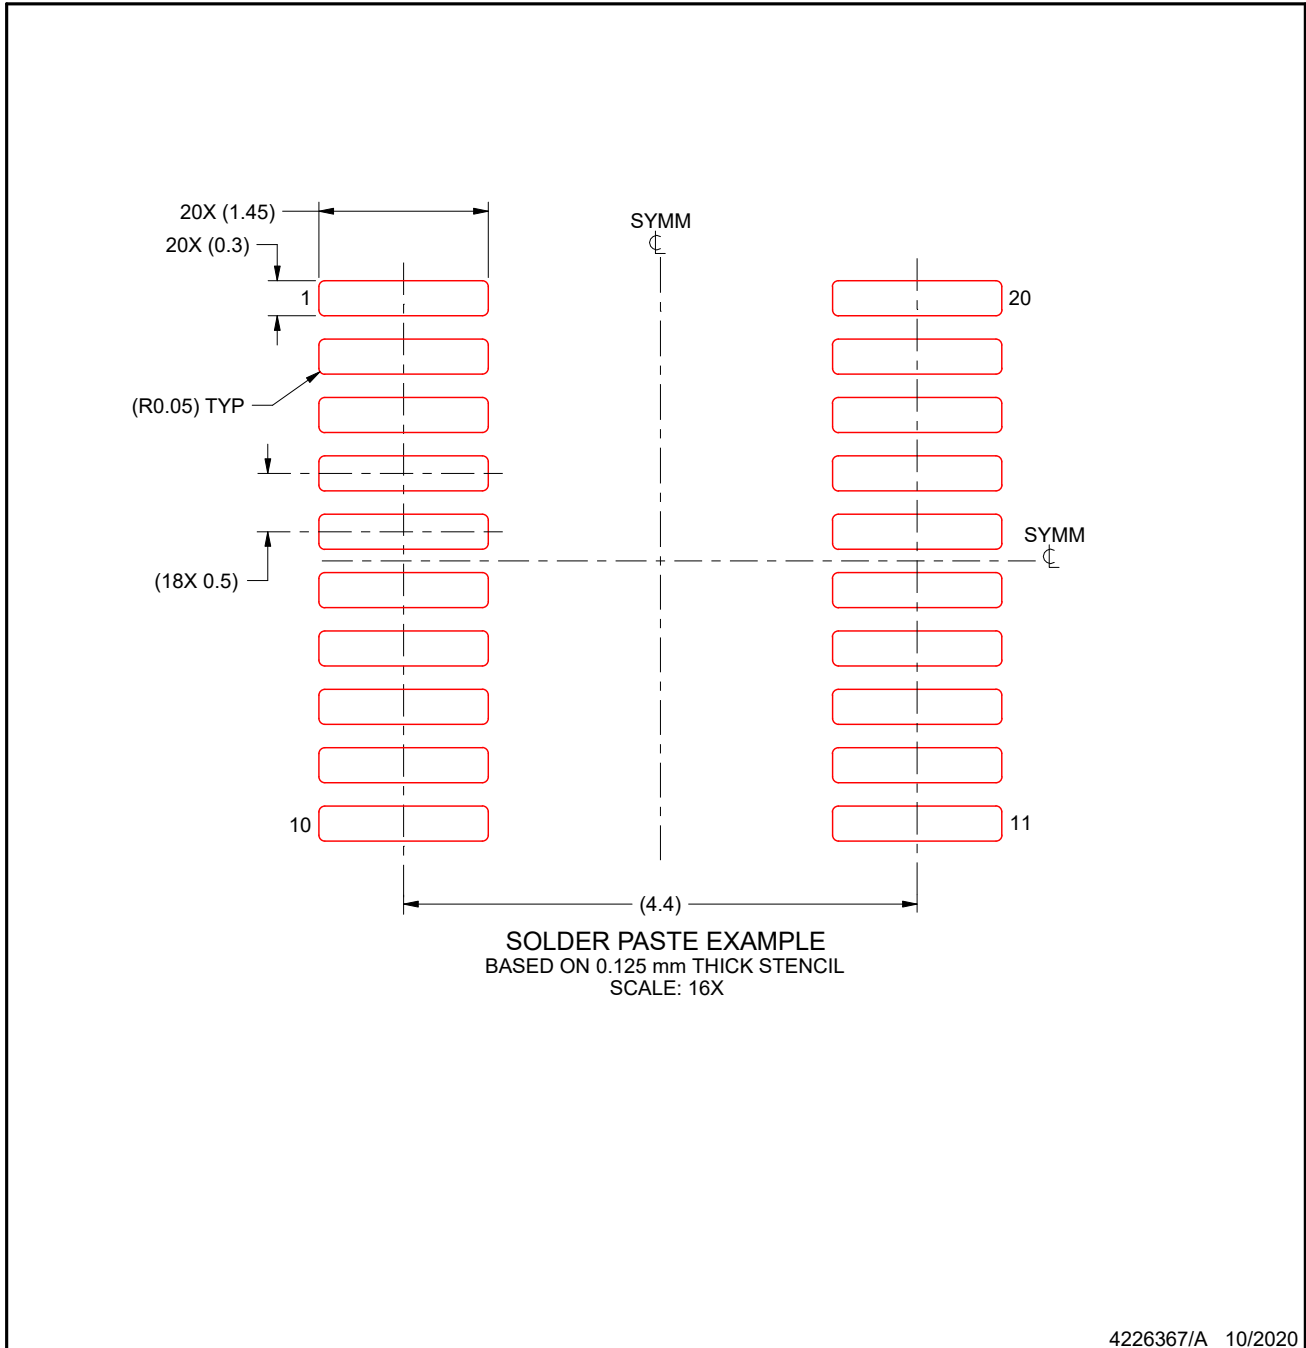 20X (1.45)
20X (0.3)
SYMM
1
20
(R0.05) TYP
SYMM
(18X 0.5)
10
11
(4.4)
SOLDER PASTE EXAMPLE
BASED ON 0.125 mm THICK STENCIL
SCALE: 16X
4226367/A 10/2020